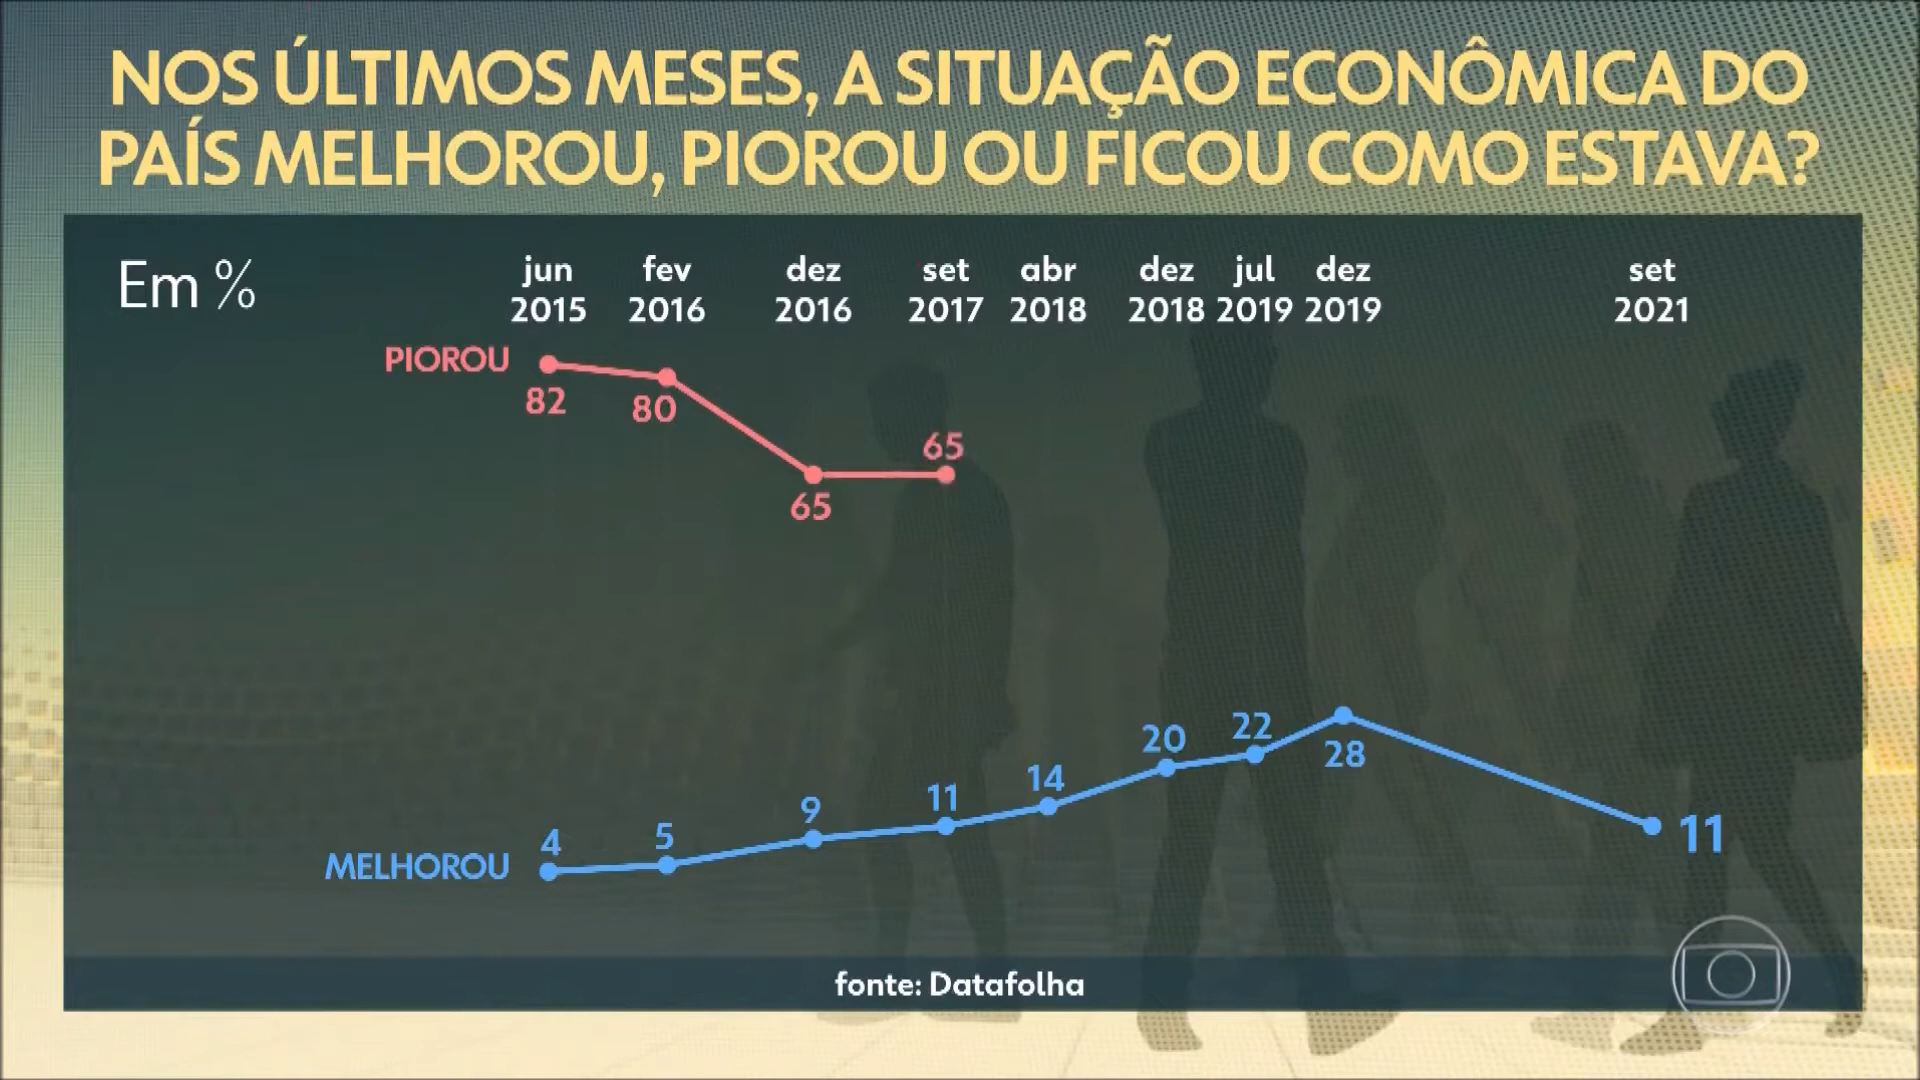 NOS ÚLTIMOS MESES, A SITUAÇÃO ECONÔMICA DO
PAÍS MELHOROU, PIOROU OU FICOU COMO ESTAVA?
Em %
jun 2015
fev 2016
dez 2016
set 2017
abr 2018
dez 2018
jul 2019
dez 2019
set 2021
PIOROU
82
80
65
65
MELHOROU
4
5
9
11
14
20
22
28
11
fonte: Datafolha